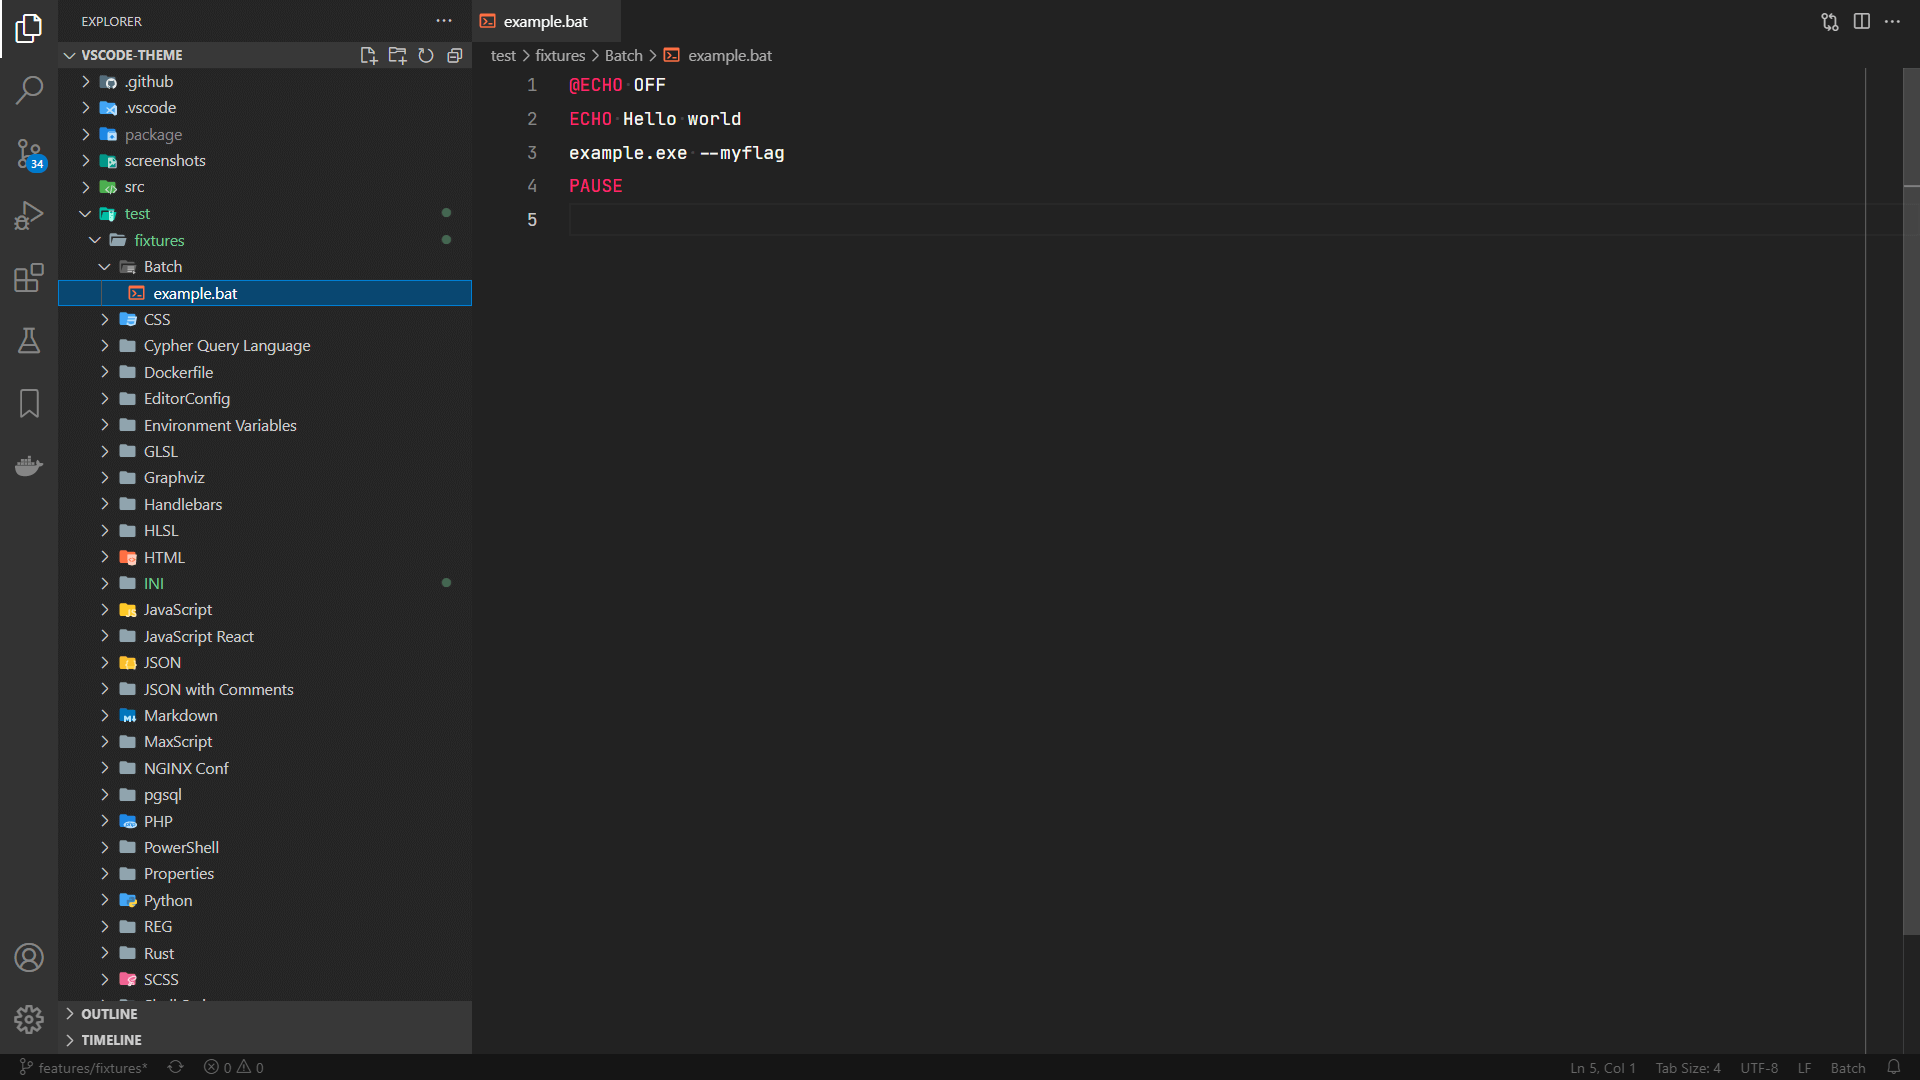 EXPLORER
VSCODE-THEME
.github
.vscode
package
screenshots
src
test
fixtures
Batch
example.bat
CSS
Cypher Query Language
Dockerfile
EditorConfig
Environment Variables
GLSL
Graphviz
Handlebars
HLSL
HTML
INI
JavaScript
JavaScript React
JSON
JSON with Comments
Markdown
MaxScript
NGINX Conf
pgsql
PHP
PowerShell
Properties
Python
REG
Rust
SCSS
OUTLINE
TIMELINE
34
example.bat
test > fixtures > Batch > example.bat
1 @ECHO OFF
2 ECHO Hello world
3 example.exe --myflag
4 PAUSE
5
features/fixtures* 0 0 Ln 5, Col 1 Tab Size: 4 UTF-8 LF Batch